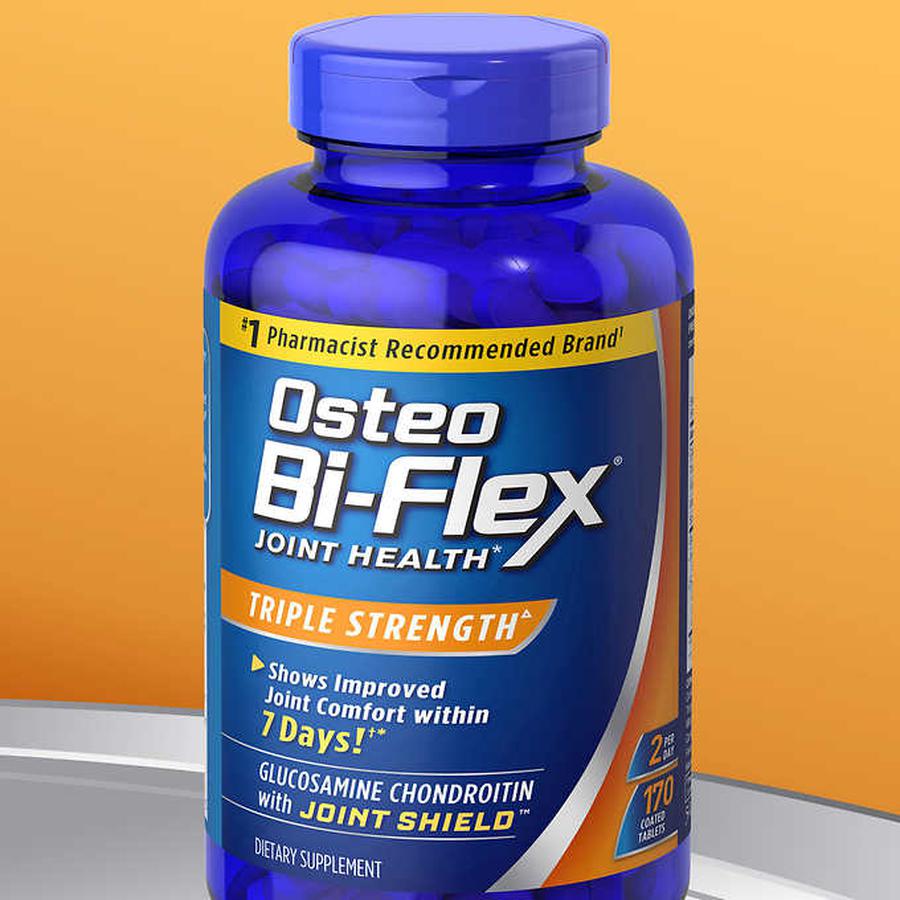 #1 Pharmacist Recommended Brand¹
Osteo
Bi-Flex®
JOINT HEALTH*
TRIPLE STRENGTH△
Shows Improved
Joint Comfort within
7 Days!†*
GLUCOSAMINE CHONDROITIN
with JOINT SHIELD™
DIETARY SUPPLEMENT
2 PER
DAY
170
COATED
TABLETS